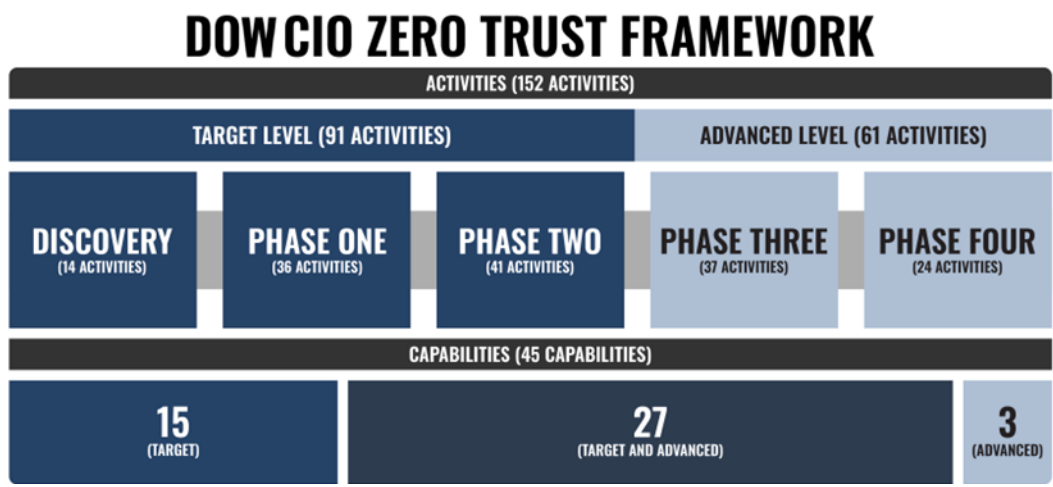 DOW CIO ZERO TRUST FRAMEWORK
ACTIVITIES (152 ACTIVITIES)
TARGET LEVEL (91 ACTIVITIES)
ADVANCED LEVEL (61 ACTIVITIES)
DISCOVERY
(14 ACTIVITIES)
PHASE ONE
(36 ACTIVITIES)
PHASE TWO
(41 ACTIVITIES)
PHASE THREE
(37 ACTIVITIES)
PHASE FOUR
(24 ACTIVITIES)
CAPABILITIES (45 CAPABILITIES)
15
(TARGET)
27
(TARGET AND ADVANCED)
3
(ADVANCED)